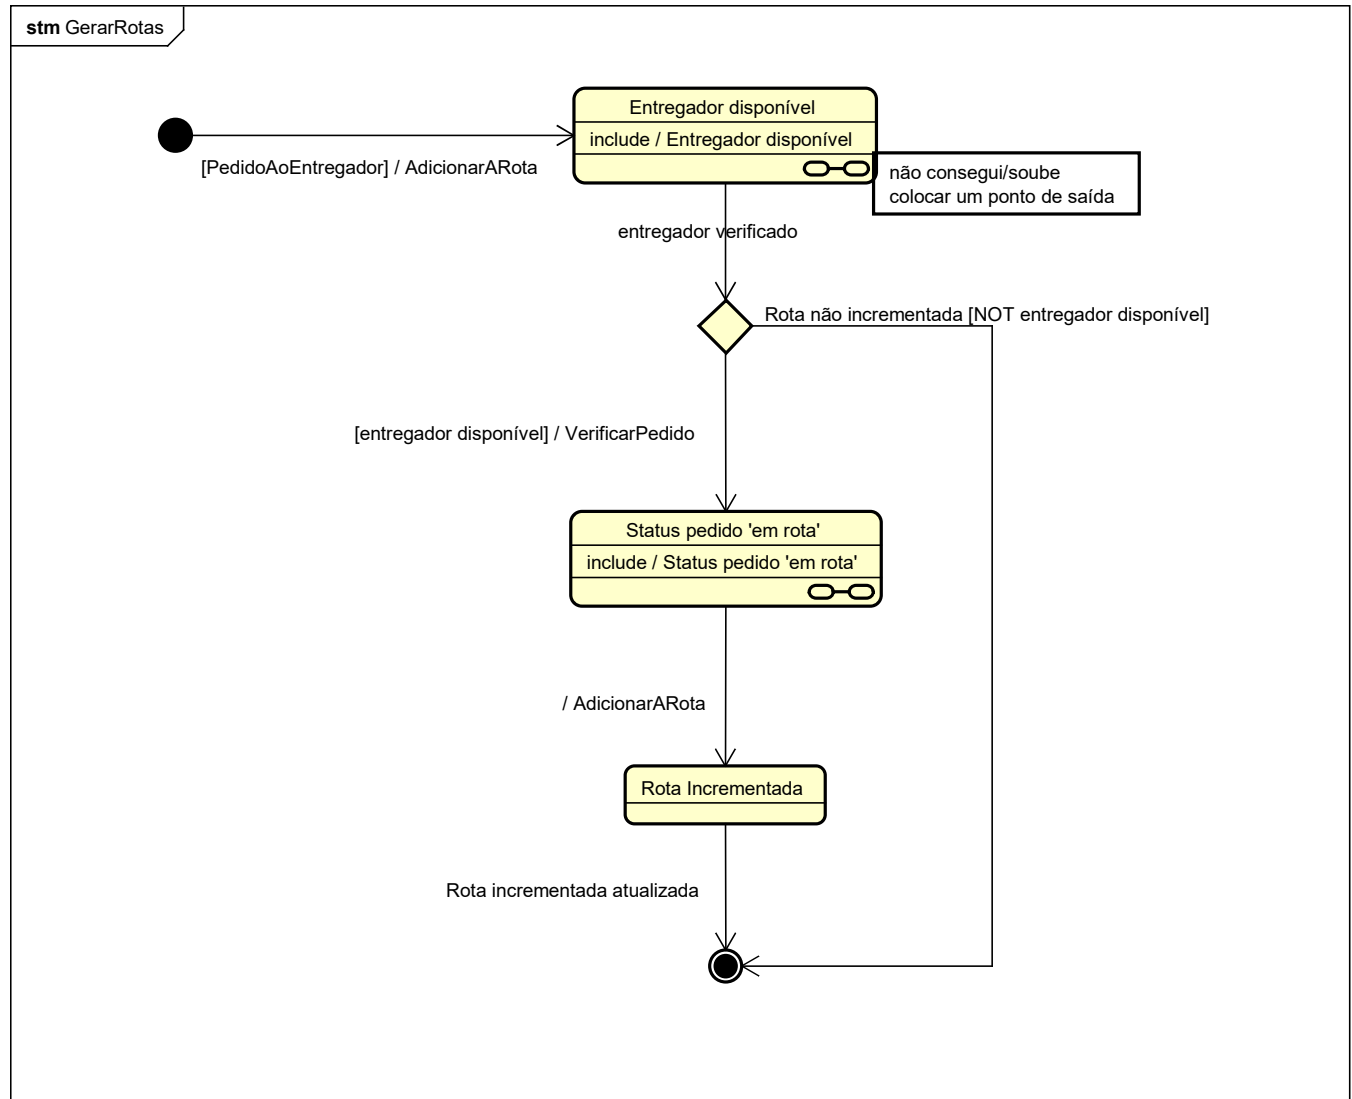 stm GerarRotas
Entregador disponível
include / Entregador disponível
[PedidoAoEntregador] / AdicionarARota
não consegui/soube
colocar um ponto de saída
entregador verificado
Rota não incrementada [NOT entregador disponível]
[entregador disponível] / VerificarPedido
Status pedido 'em rota'
include / Status pedido 'em rota'
/ AdicionarARota
Rota Incrementada
Rota incrementada atualizada